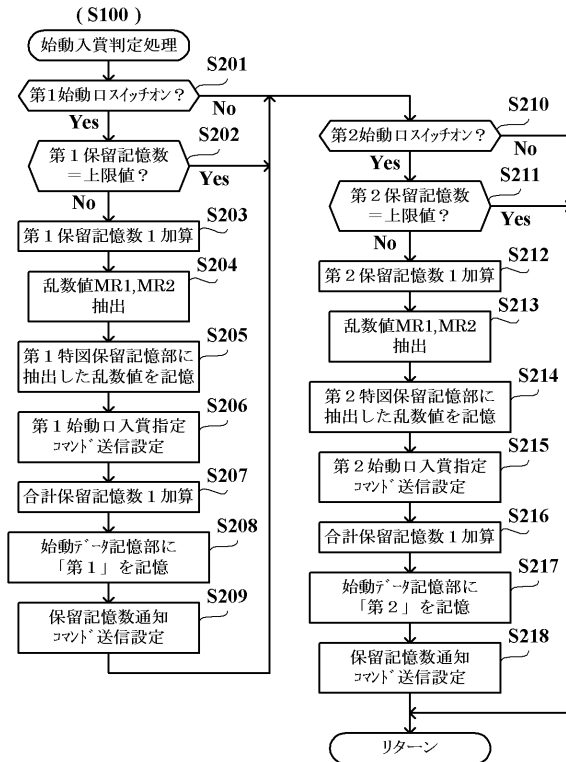 (S100)
始動入賞判定処理
S201
第1始動口スイッチオン？
No
Yes
S202
第１保留記憶数
＝上限値？
Yes
No
S203
第１保留記憶数１加算
S204
乱数値MR1,MR2
抽出
S205
第１特図保留記憶部に
抽出した乱数値を記憶
S206
第１始動口入賞指定
ｺﾏﾝﾄﾞ送信設定
S207
合計保留記憶数１加算
S208
始動ﾃﾞｰﾀ記憶部に
「第１」を記憶
S209
保留記憶数通知
ｺﾏﾝﾄﾞ送信設定
S210
第2始動口スイッチオン？
No
Yes
S211
第２保留記憶数
＝上限値？
Yes
No
S212
第２保留記憶数１加算
S213
乱数値MR1,MR2
抽出
S214
第２特図保留記憶部に
抽出した乱数値を記憶
S215
第２始動口入賞指定
ｺﾏﾝﾄﾞ送信設定
S216
合計保留記憶数１加算
S217
始動ﾃﾞｰﾀ記憶部に
「第２」を記憶
S218
保留記憶数通知
ｺﾏﾝﾄﾞ送信設定
リターン